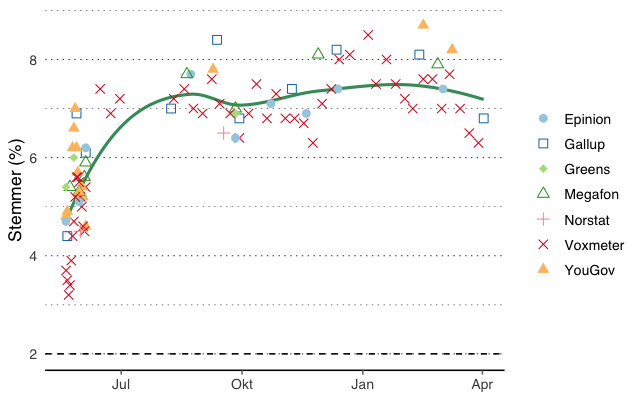 Stemmer (%)
8
6
4
2
Jul
Okt
Jan
Apr
Epinion
Gallup
Greens
Megafon
Norstat
Voxmeter
YouGov